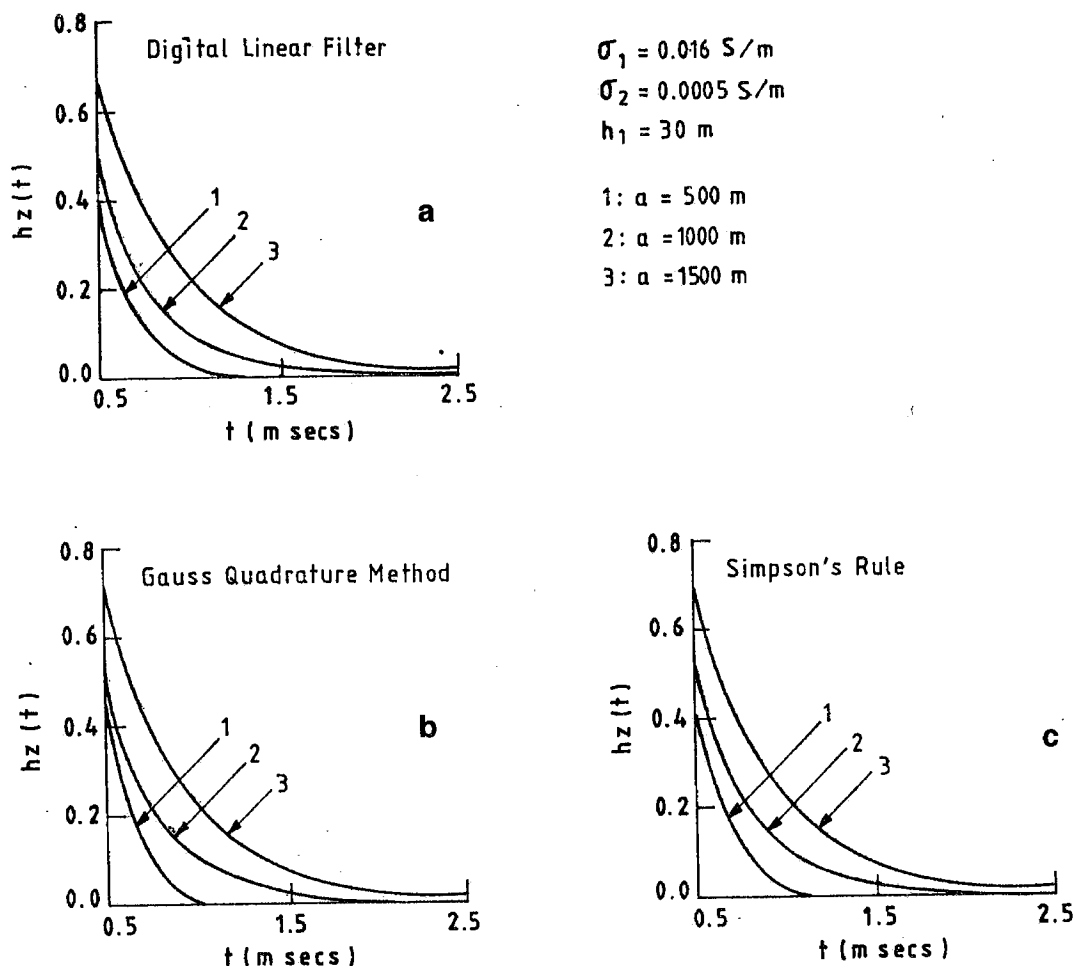 Digital Linear Filter
0.8
0.6
0.4
0.2
0.0
hz (t)
1
2
3
a
0.5
1.5
2.5
t ( m secs )
σ1 = 0.016 S/m
σ2 = 0.0005 S/m
h1 = 30 m
1: a = 500 m
2: a = 1000 m
3: a = 1500 m
Gauss Quadrature Method
0.8
0.6
0.4
0.2
0.0
hz (t)
1
2
3
b
0.5
1.5
2.5
t ( m secs )
Simpson's Rule
0.8
0.6
0.4
0.2
0.0
hz (t)
1
2
3
c
0.5
1.5
2.5
t ( m secs )